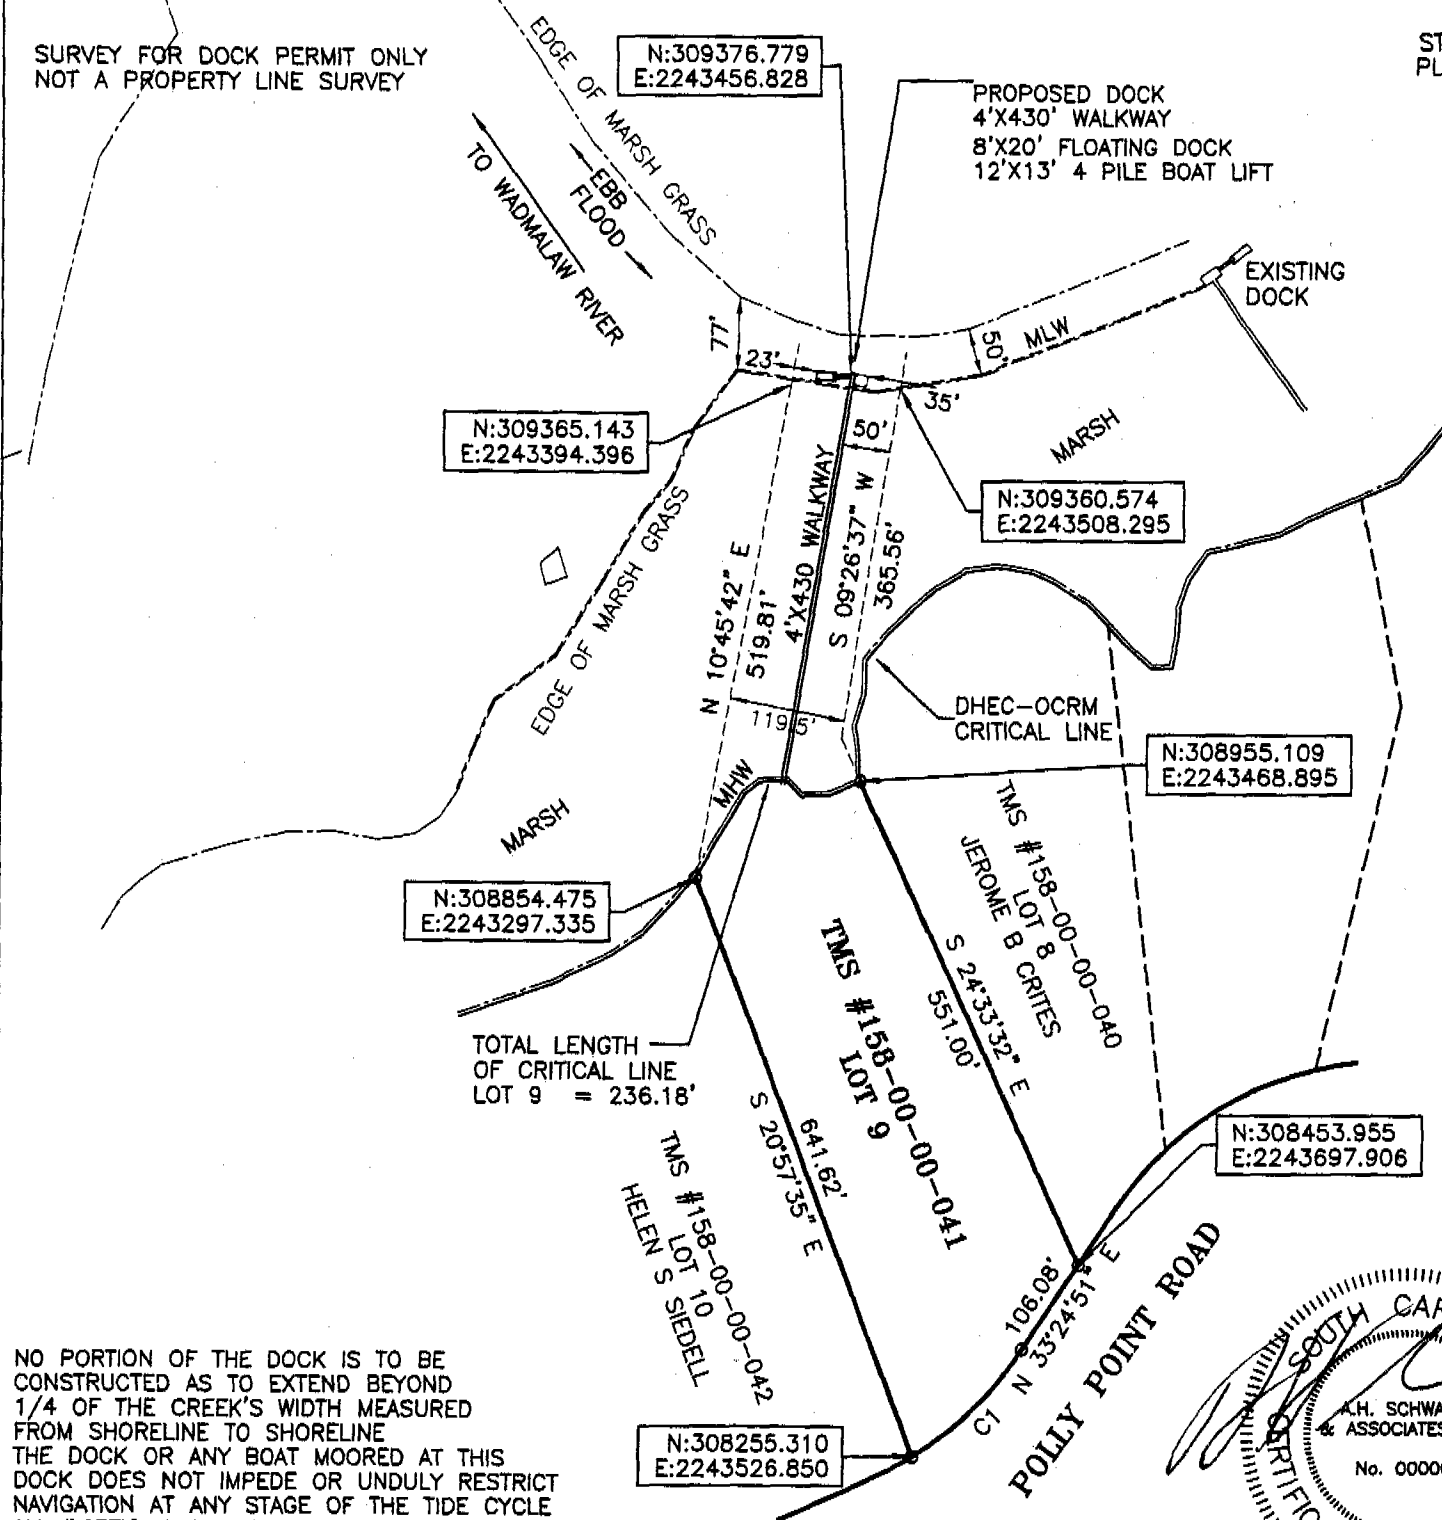 SURVEY FOR DOCK PERMIT ONLY
NOT A PROPERTY LINE SURVEY
EDGE OF MARSH GRASS
N:309376.779
E:2243456.828
PROPOSED DOCK
4'X430' WALKWAY
8'X20' FLOATING DOCK
12'X13' 4 PILE BOAT LIFT
ST
PL
TO WADMALAW RIVER
EBB
FLOOD
EXISTING
DOCK
77'
23'
50'
MLW
35'
N:309365.143
E:2243394.396
50'
MARSH
N:309360.574
E:2243508.295
EDGE OF MARSH GRASS
N 10°45'42" E
519.81'
4'X430 WALKWAY
S 09°26'37" W
365.56'
119.5'
DHEC-OCRM
CRITICAL LINE
N:308955.109
E:2243468.895
MHW
MARSH
N:308854.475
E:2243297.335
TMS #158-00-00-040
LOT 8
JEROME B CRITES
S 24°33'32" E
551.00'
TMS #158-00-00-041
LOT 9
TOTAL LENGTH
OF CRITICAL LINE
LOT 9 = 236.18'
641.62'
S 20°57'35" E
TMS #158-00-00-042
LOT 10
HELEN S SIEDELL
N:308453.955
E:2243697.906
106.08'
N 33°24'51" E
C1
POLLY POINT ROAD
N:308255.310
E:2243526.850
NO PORTION OF THE DOCK IS TO BE
CONSTRUCTED AS TO EXTEND BEYOND
1/4 OF THE CREEK'S WIDTH MEASURED
FROM SHORELINE TO SHORELINE
THE DOCK OR ANY BOAT MOORED AT THIS
DOCK DOES NOT IMPEDE OR UNDULY RESTRICT
NAVIGATION AT ANY STAGE OF THE TIDE CYCLE
SOUTH CAR
CERTIFIC
A.H. SCHWA
& ASSOCIATES
No. 0000